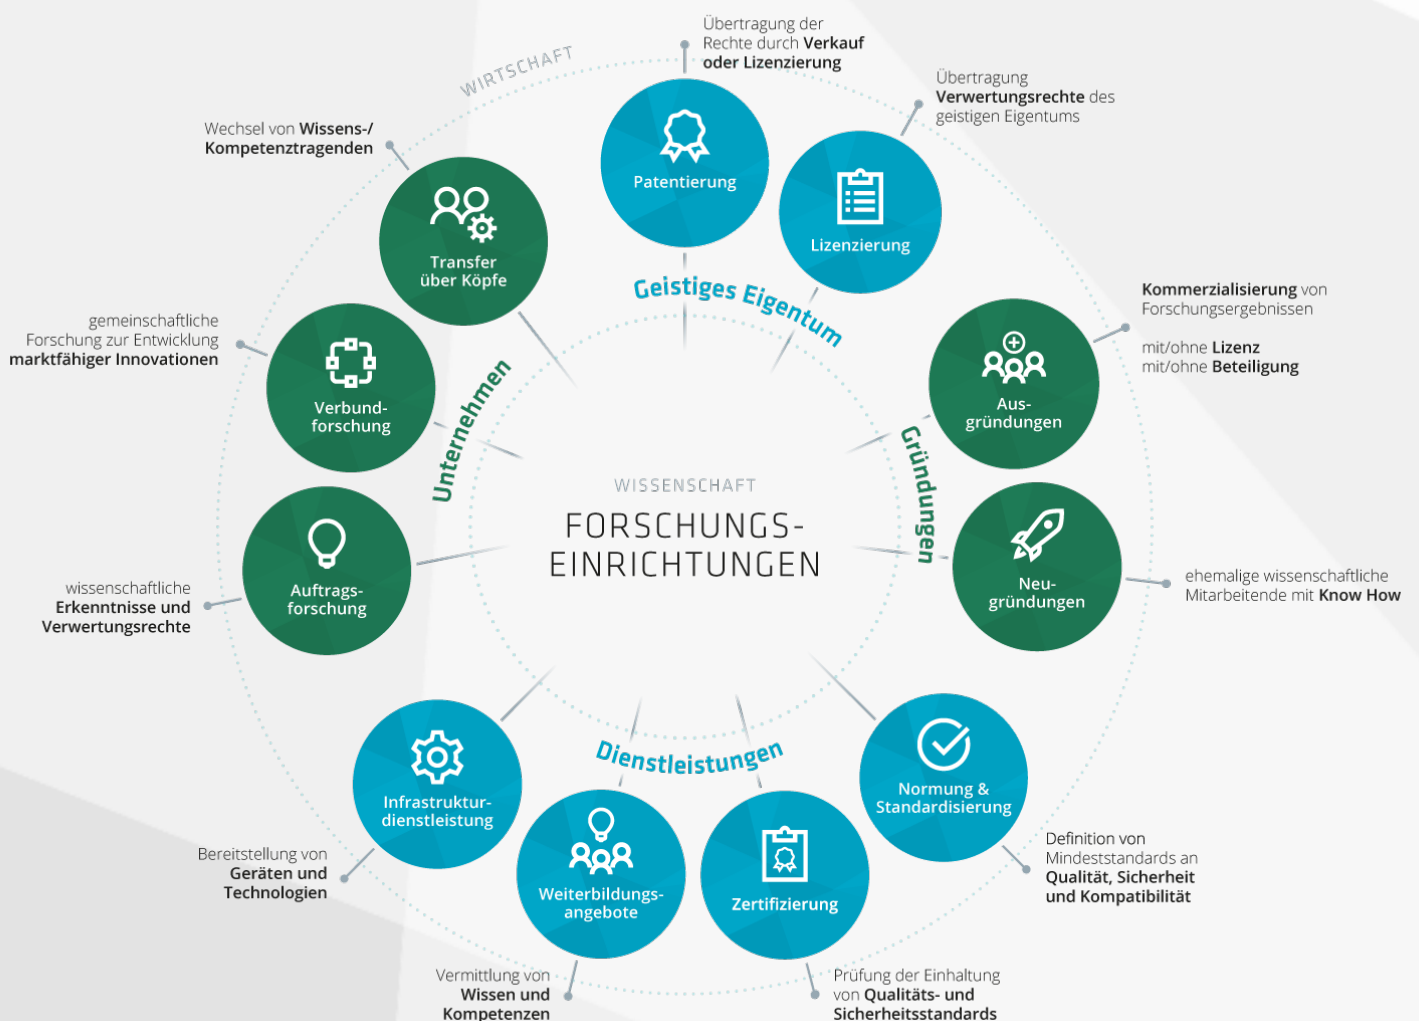 WIRTSCHAFT
Übertragung der
Rechte durch Verkauf
oder Lizenzierung
Patentierung
Übertragung
Verwertungsrechte des
geistigen Eigentums
Lizenzierung
Geistiges Eigentum
Kommerzialisierung von
Forschungsergebnissen
mit/ohne Lizenz
mit/ohne Beteiligung
Aus-
gründungen
Gründungen
Neu-
gründungen
ehemalige wissenschaftliche
Mitarbeitende mit Know How
Normung &
Standardisierung
Definition von
Mindeststandards an
Qualität, Sicherheit
und Kompatibilität
Dienstleistungen
Zertifizierung
Prüfung der Einhaltung
von Qualitäts- und
Sicherheitsstandards
Weiterbildungs-
angebote
Vermittlung von
Wissen und
Kompetenzen
Infrastruktur-
dienstleistung
Bereitstellung von
Geräten und
Technologien
Auftrags-
forschung
wissenschaftliche
Erkenntnisse und
Verwertungsrechte
Unternehmen
Verbund-
forschung
gemeinschaftliche
Forschung zur Entwicklung
marktfähiger Innovationen
Transfer
über Köpfe
Wechsel von Wissens-/
Kompetenztragenden
WISSENSCHAFT
FORSCHUNGS-
EINRICHTUNGEN